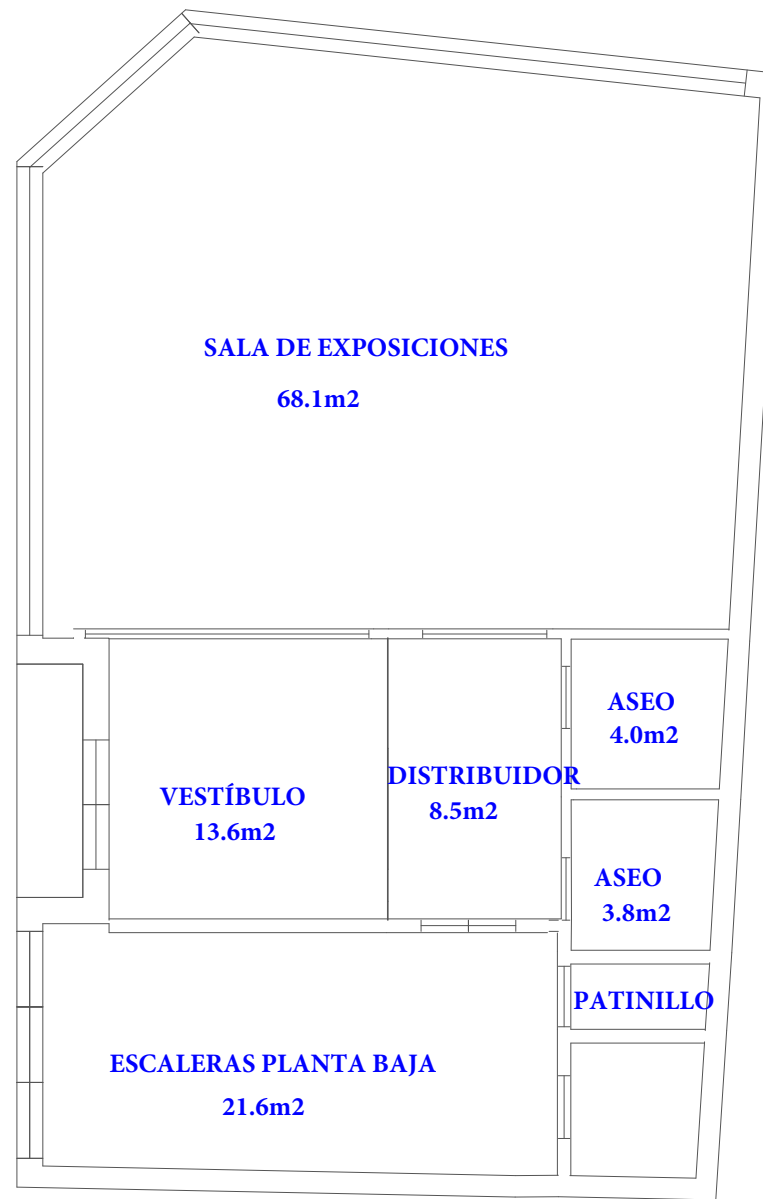 SALA DE EXPOSICIONES
68.1m2
ASEO
4.0m2
DISTRIBUIDOR
8.5m2
VESTÍBULO
13.6m2
ASEO
3.8m2
PATINILLO
ESCALERAS PLANTA BAJA
21.6m2